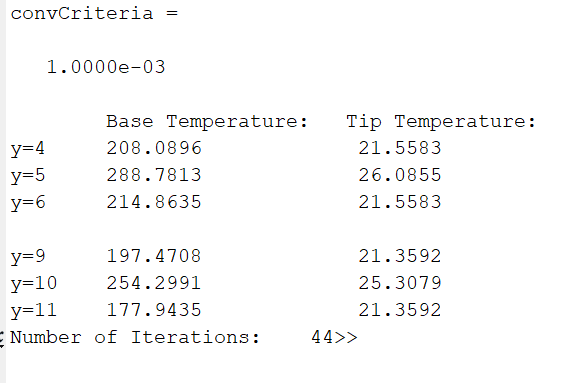 convCriteria =
1.0000e-03
Base Temperature: Tip Temperature:
y=4 208.0896 21.5583
y=5 288.7813 26.0855
y=6 214.8635 21.5583
y=9 197.4708 21.3592
y=10 254.2991 25.3079
y=11 177.9435 21.3592
Number of Iterations: 44>>